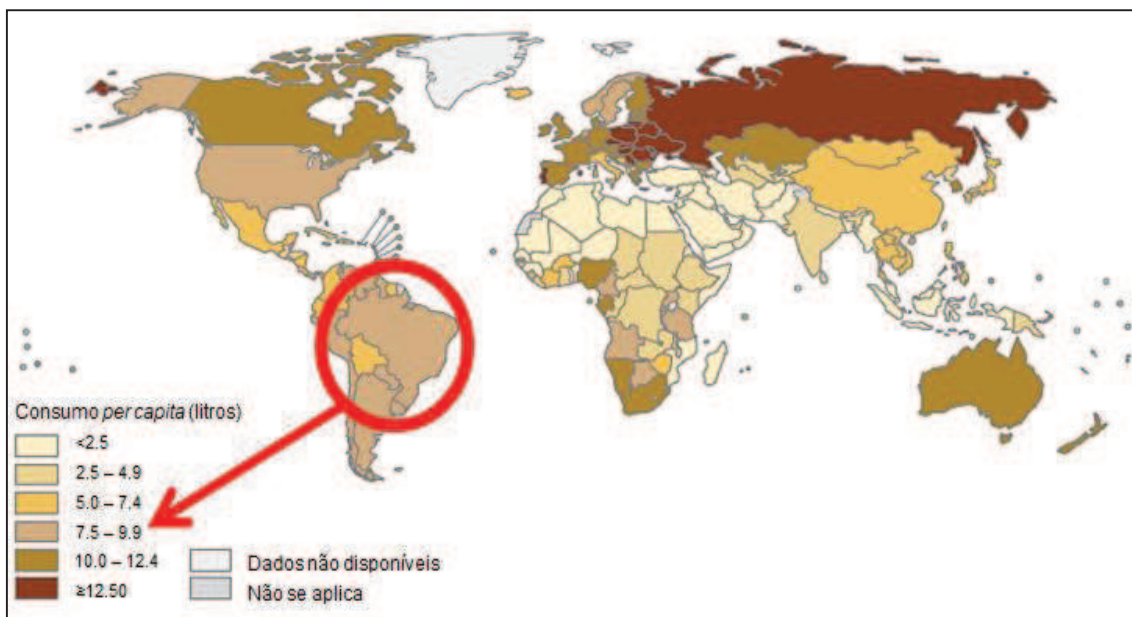 Consumo per capita (litros)
<2.5
2.5 – 4.9
5.0 – 7.4
7.5 – 9.9
10.0 – 12.4
≥12.50
Dados não disponíveis
Não se aplica